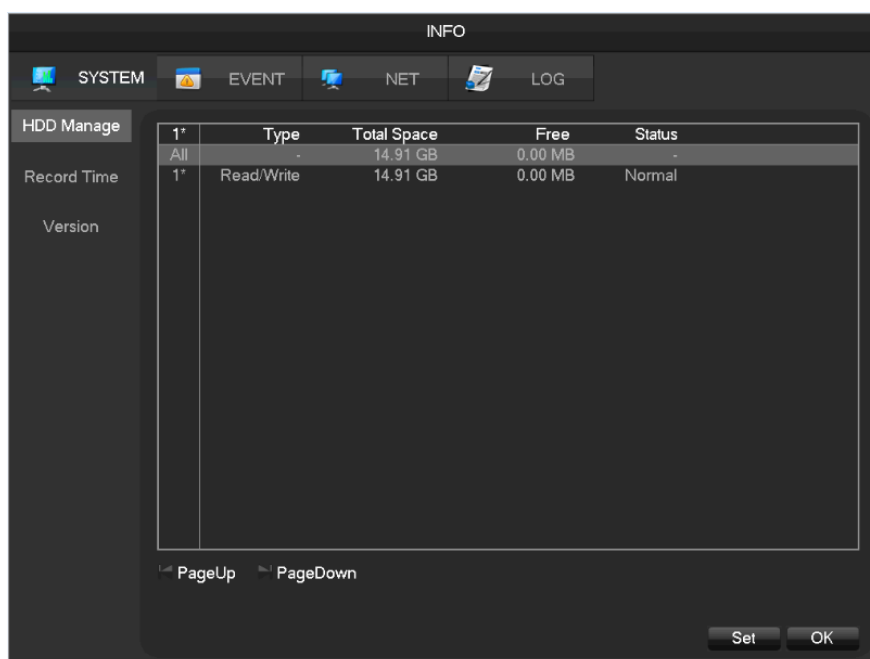 INFO
SYSTEM EVENT NET LOG
HDD Manage
Record Time
Version
1* Type Total Space Free Status
All - 14.91 GB 0.00 MB -
1* Read/Write 14.91 GB 0.00 MB Normal
PageUp PageDown
Set OK